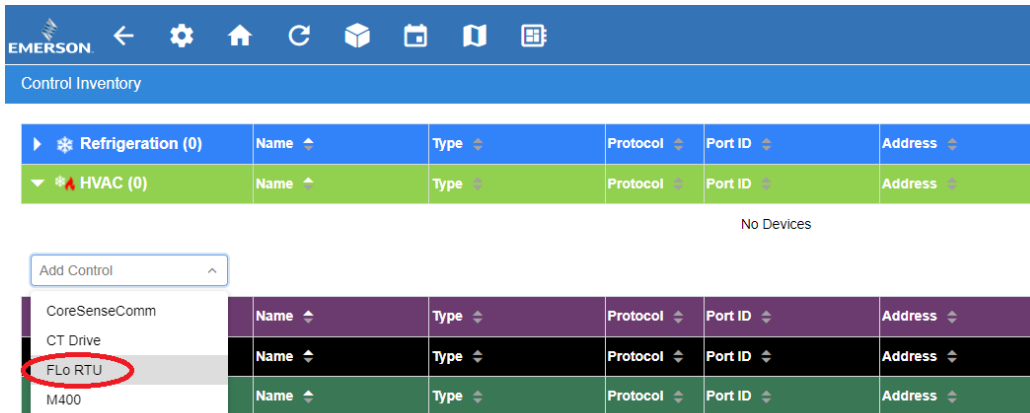 EMERSON.
Control Inventory
Refrigeration (0) Name Type Protocol Port ID Address
HVAC (0) Name Type Protocol Port ID Address
No Devices
Add Control
CoreSenseComm Name Type Protocol Port ID Address
CT Drive
Name Type Protocol Port ID Address
FLo RTU
M400 Name Type Protocol Port ID Address